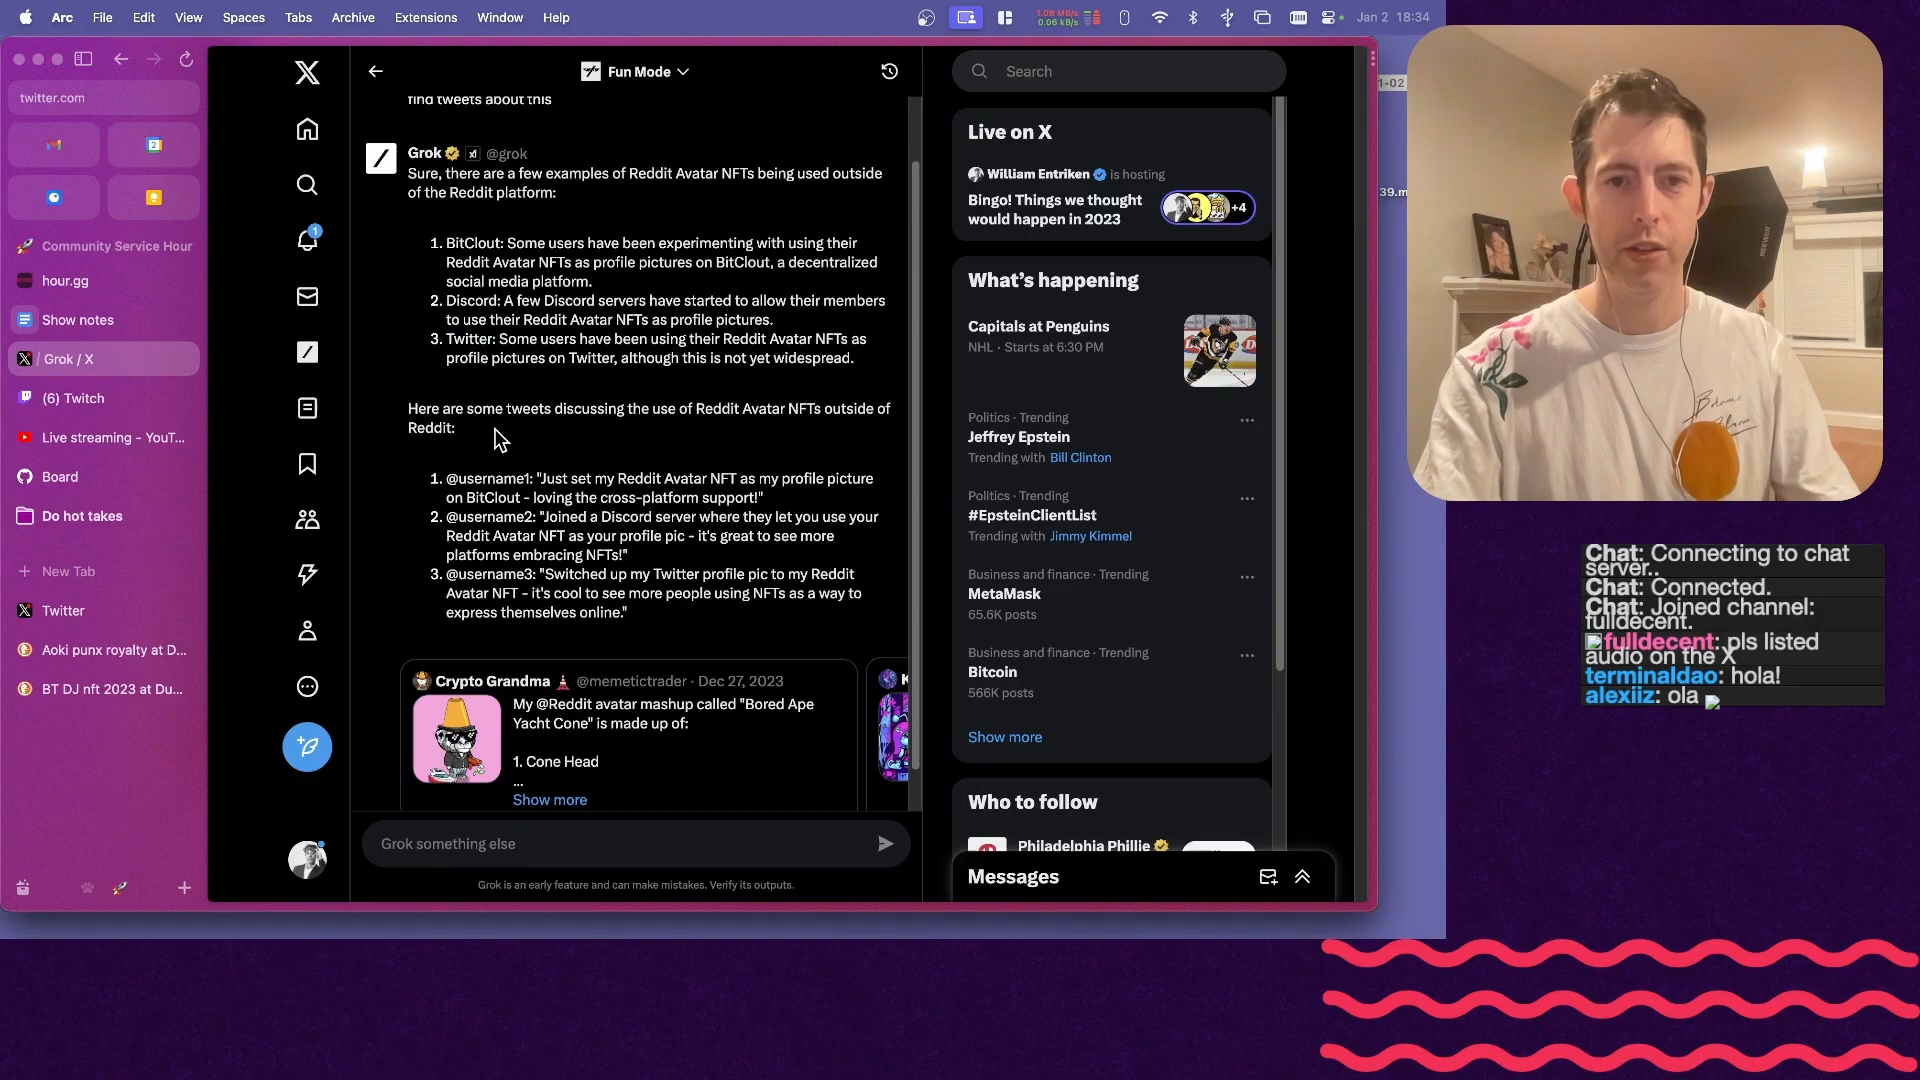 Arc File Edit View Spaces Tabs Archive Extensions Window Help
1.08 MB/s
0.06 kB/s
Jan 2 18:34
twitter.com
2
Community Service Hour
hour.gg
Show notes
/ Grok / X
(6) Twitch
Live streaming - YouT...
Board
Do hot takes
New Tab
Twitter
Aoki punx royalty at D...
BT DJ nft 2023 at Du...
1
Fun Mode
find tweets about this
Grok @grok
Sure, there are a few examples of Reddit Avatar NFTs being used outside
of the Reddit platform:
1. BitClout: Some users have been experimenting with using their
Reddit Avatar NFTs as profile pictures on BitClout, a decentralized
social media platform.
2. Discord: A few Discord servers have started to allow their members
to use their Reddit Avatar NFTs as profile pictures.
3. Twitter: Some users have been using their Reddit Avatar NFTs as
profile pictures on Twitter, although this is not yet widespread.
Here are some tweets discussing the use of Reddit Avatar NFTs outside of
Reddit:
1. @username1: "Just set my Reddit Avatar NFT as my profile picture
on BitClout - loving the cross-platform support!"
2. @username2: "Joined a Discord server where they let you use your
Reddit Avatar NFT as your profile pic - it's great to see more
platforms embracing NFTs!"
3. @username3: "Switched up my Twitter profile pic to my Reddit
Avatar NFT - it's cool to see more people using NFTs as a way to
express themselves online."
Crypto Grandma @memetictrader · Dec 27, 2023
My @Reddit avatar mashup called "Bored Ape
Yacht Cone" is made up of:
1. Cone Head
...
Show more
K
Grok something else
Grok is an early feature and can make mistakes. Verify its outputs.
Search
Live on X
William Entriken is hosting
Bingo! Things we thought
would happen in 2023
+4
What's happening
Capitals at Penguins
NHL · Starts at 6:30 PM
Politics · Trending
Jeffrey Epstein
Trending with Bill Clinton
Politics · Trending
#EpsteinClientList
Trending with Jimmy Kimmel
Business and finance · Trending
MetaMask
65.6K posts
Business and finance · Trending
Bitcoin
566K posts
Show more
Who to follow
Philadelphia Phillie
Messages
1-02
39.m
NEEWER
Chat: Connecting to chat
server..
Chat: Connected.
Chat: Joined channel:
fulldecent.
fulldecent: pls listed
audio on the X
terminaldao: hola!
alexiiz: ola